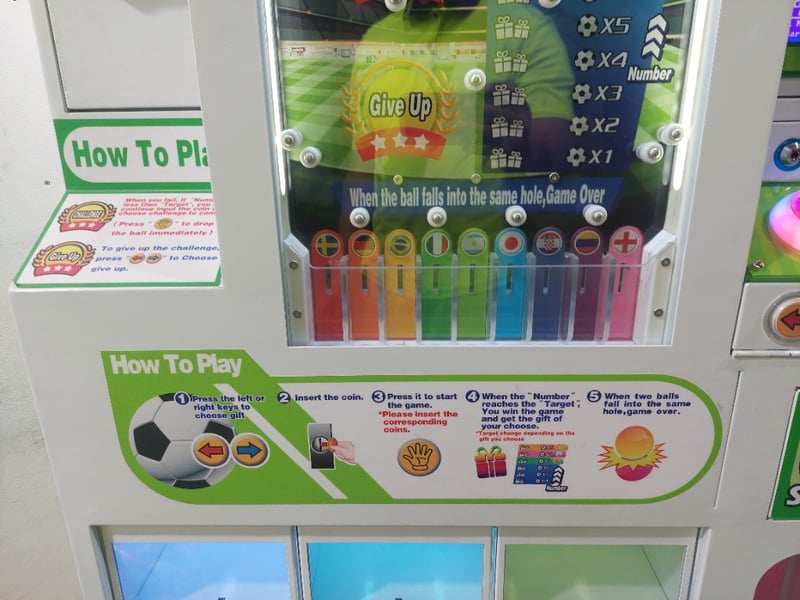 X5
X4
Number
X3
X2
X1
Give Up
When the ball falls into the same hole,Game Over
How To Pla
When you fail, if "Num
less then "Target", you
continue input the coin
CHALLENGE
choose challenge to con
(Press " " to drop
the ball immediately!
To give up the challenge,
Give Up
press " " to Choose
give up.
How To Play
1 Press the left or
right keys to
choose gift.
2 Insert the coin.
3 Press it to start
the game.
*Please insert the
corresponding
coins.
4 When the "Number"
reaches the "Target",
You win the game
and get the gift of
your choose.
*Target change depending on the
gift you choose
Number
5 When two balls
fall into the same
hole,game over.